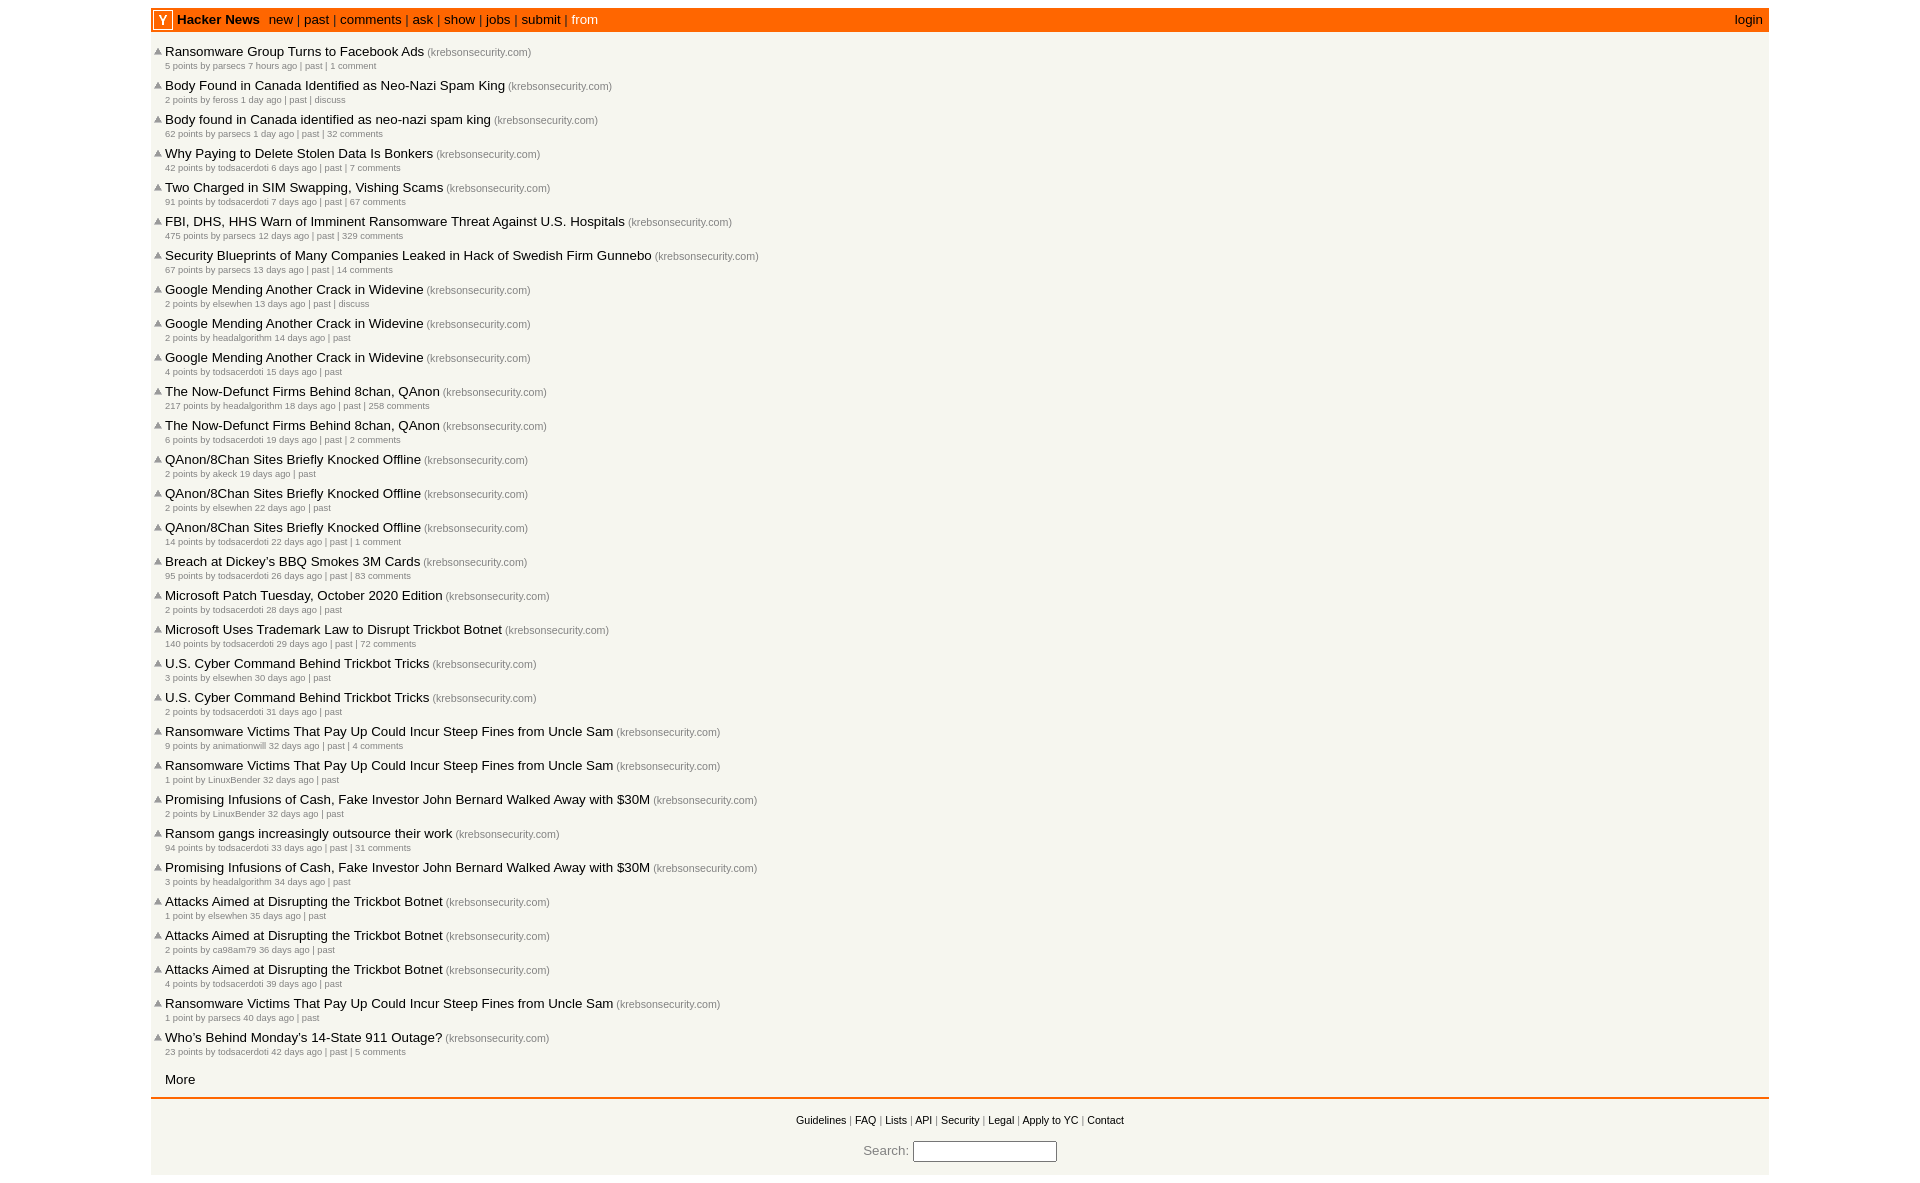 Y Hacker News new | past | comments | ask | show | jobs | submit | from login
Ransomware Group Turns to Facebook Ads (krebsonsecurity.com)
5 points by parsecs 7 hours ago | past | 1 comment
Body Found in Canada Identified as Neo-Nazi Spam King (krebsonsecurity.com)
2 points by feross 1 day ago | past | discuss
Body found in Canada identified as neo-nazi spam king (krebsonsecurity.com)
62 points by parsecs 1 day ago | past | 32 comments
Why Paying to Delete Stolen Data Is Bonkers (krebsonsecurity.com)
42 points by todsacerdoti 6 days ago | past | 7 comments
Two Charged in SIM Swapping, Vishing Scams (krebsonsecurity.com)
91 points by todsacerdoti 7 days ago | past | 67 comments
FBI, DHS, HHS Warn of Imminent Ransomware Threat Against U.S. Hospitals (krebsonsecurity.com)
475 points by parsecs 12 days ago | past | 329 comments
Security Blueprints of Many Companies Leaked in Hack of Swedish Firm Gunnebo (krebsonsecurity.com)
67 points by parsecs 13 days ago | past | 14 comments
Google Mending Another Crack in Widevine (krebsonsecurity.com)
2 points by elsewhen 13 days ago | past | discuss
Google Mending Another Crack in Widevine (krebsonsecurity.com)
2 points by headalgorithm 14 days ago | past
Google Mending Another Crack in Widevine (krebsonsecurity.com)
4 points by todsacerdoti 15 days ago | past
The Now-Defunct Firms Behind 8chan, QAnon (krebsonsecurity.com)
217 points by headalgorithm 18 days ago | past | 258 comments
The Now-Defunct Firms Behind 8chan, QAnon (krebsonsecurity.com)
6 points by todsacerdoti 19 days ago | past | 2 comments
QAnon/8Chan Sites Briefly Knocked Offline (krebsonsecurity.com)
2 points by akeck 19 days ago | past
QAnon/8Chan Sites Briefly Knocked Offline (krebsonsecurity.com)
2 points by elsewhen 22 days ago | past
QAnon/8Chan Sites Briefly Knocked Offline (krebsonsecurity.com)
14 points by todsacerdoti 22 days ago | past | 1 comment
Breach at Dickey's BBQ Smokes 3M Cards (krebsonsecurity.com)
95 points by todsacerdoti 26 days ago | past | 83 comments
Microsoft Patch Tuesday, October 2020 Edition (krebsonsecurity.com)
2 points by todsacerdoti 28 days ago | past
Microsoft Uses Trademark Law to Disrupt Trickbot Botnet (krebsonsecurity.com)
140 points by todsacerdoti 29 days ago | past | 72 comments
U.S. Cyber Command Behind Trickbot Tricks (krebsonsecurity.com)
3 points by elsewhen 30 days ago | past
U.S. Cyber Command Behind Trickbot Tricks (krebsonsecurity.com)
2 points by todsacerdoti 31 days ago | past
Ransomware Victims That Pay Up Could Incur Steep Fines from Uncle Sam (krebsonsecurity.com)
9 points by animationwill 32 days ago | past | 4 comments
Ransomware Victims That Pay Up Could Incur Steep Fines from Uncle Sam (krebsonsecurity.com)
1 point by LinuxBender 32 days ago | past
Promising Infusions of Cash, Fake Investor John Bernard Walked Away with $30M (krebsonsecurity.com)
2 points by LinuxBender 32 days ago | past
Ransom gangs increasingly outsource their work (krebsonsecurity.com)
94 points by todsacerdoti 33 days ago | past | 31 comments
Promising Infusions of Cash, Fake Investor John Bernard Walked Away with $30M (krebsonsecurity.com)
3 points by headalgorithm 34 days ago | past
Attacks Aimed at Disrupting the Trickbot Botnet (krebsonsecurity.com)
1 point by elsewhen 35 days ago | past
Attacks Aimed at Disrupting the Trickbot Botnet (krebsonsecurity.com)
2 points by ca98am79 36 days ago | past
Attacks Aimed at Disrupting the Trickbot Botnet (krebsonsecurity.com)
4 points by todsacerdoti 39 days ago | past
Ransomware Victims That Pay Up Could Incur Steep Fines from Uncle Sam (krebsonsecurity.com)
1 point by parsecs 40 days ago | past
Who's Behind Monday's 14-State 911 Outage? (krebsonsecurity.com)
23 points by todsacerdoti 42 days ago | past | 5 comments
More
Guidelines | FAQ | Lists | API | Security | Legal | Apply to YC | Contact
Search: